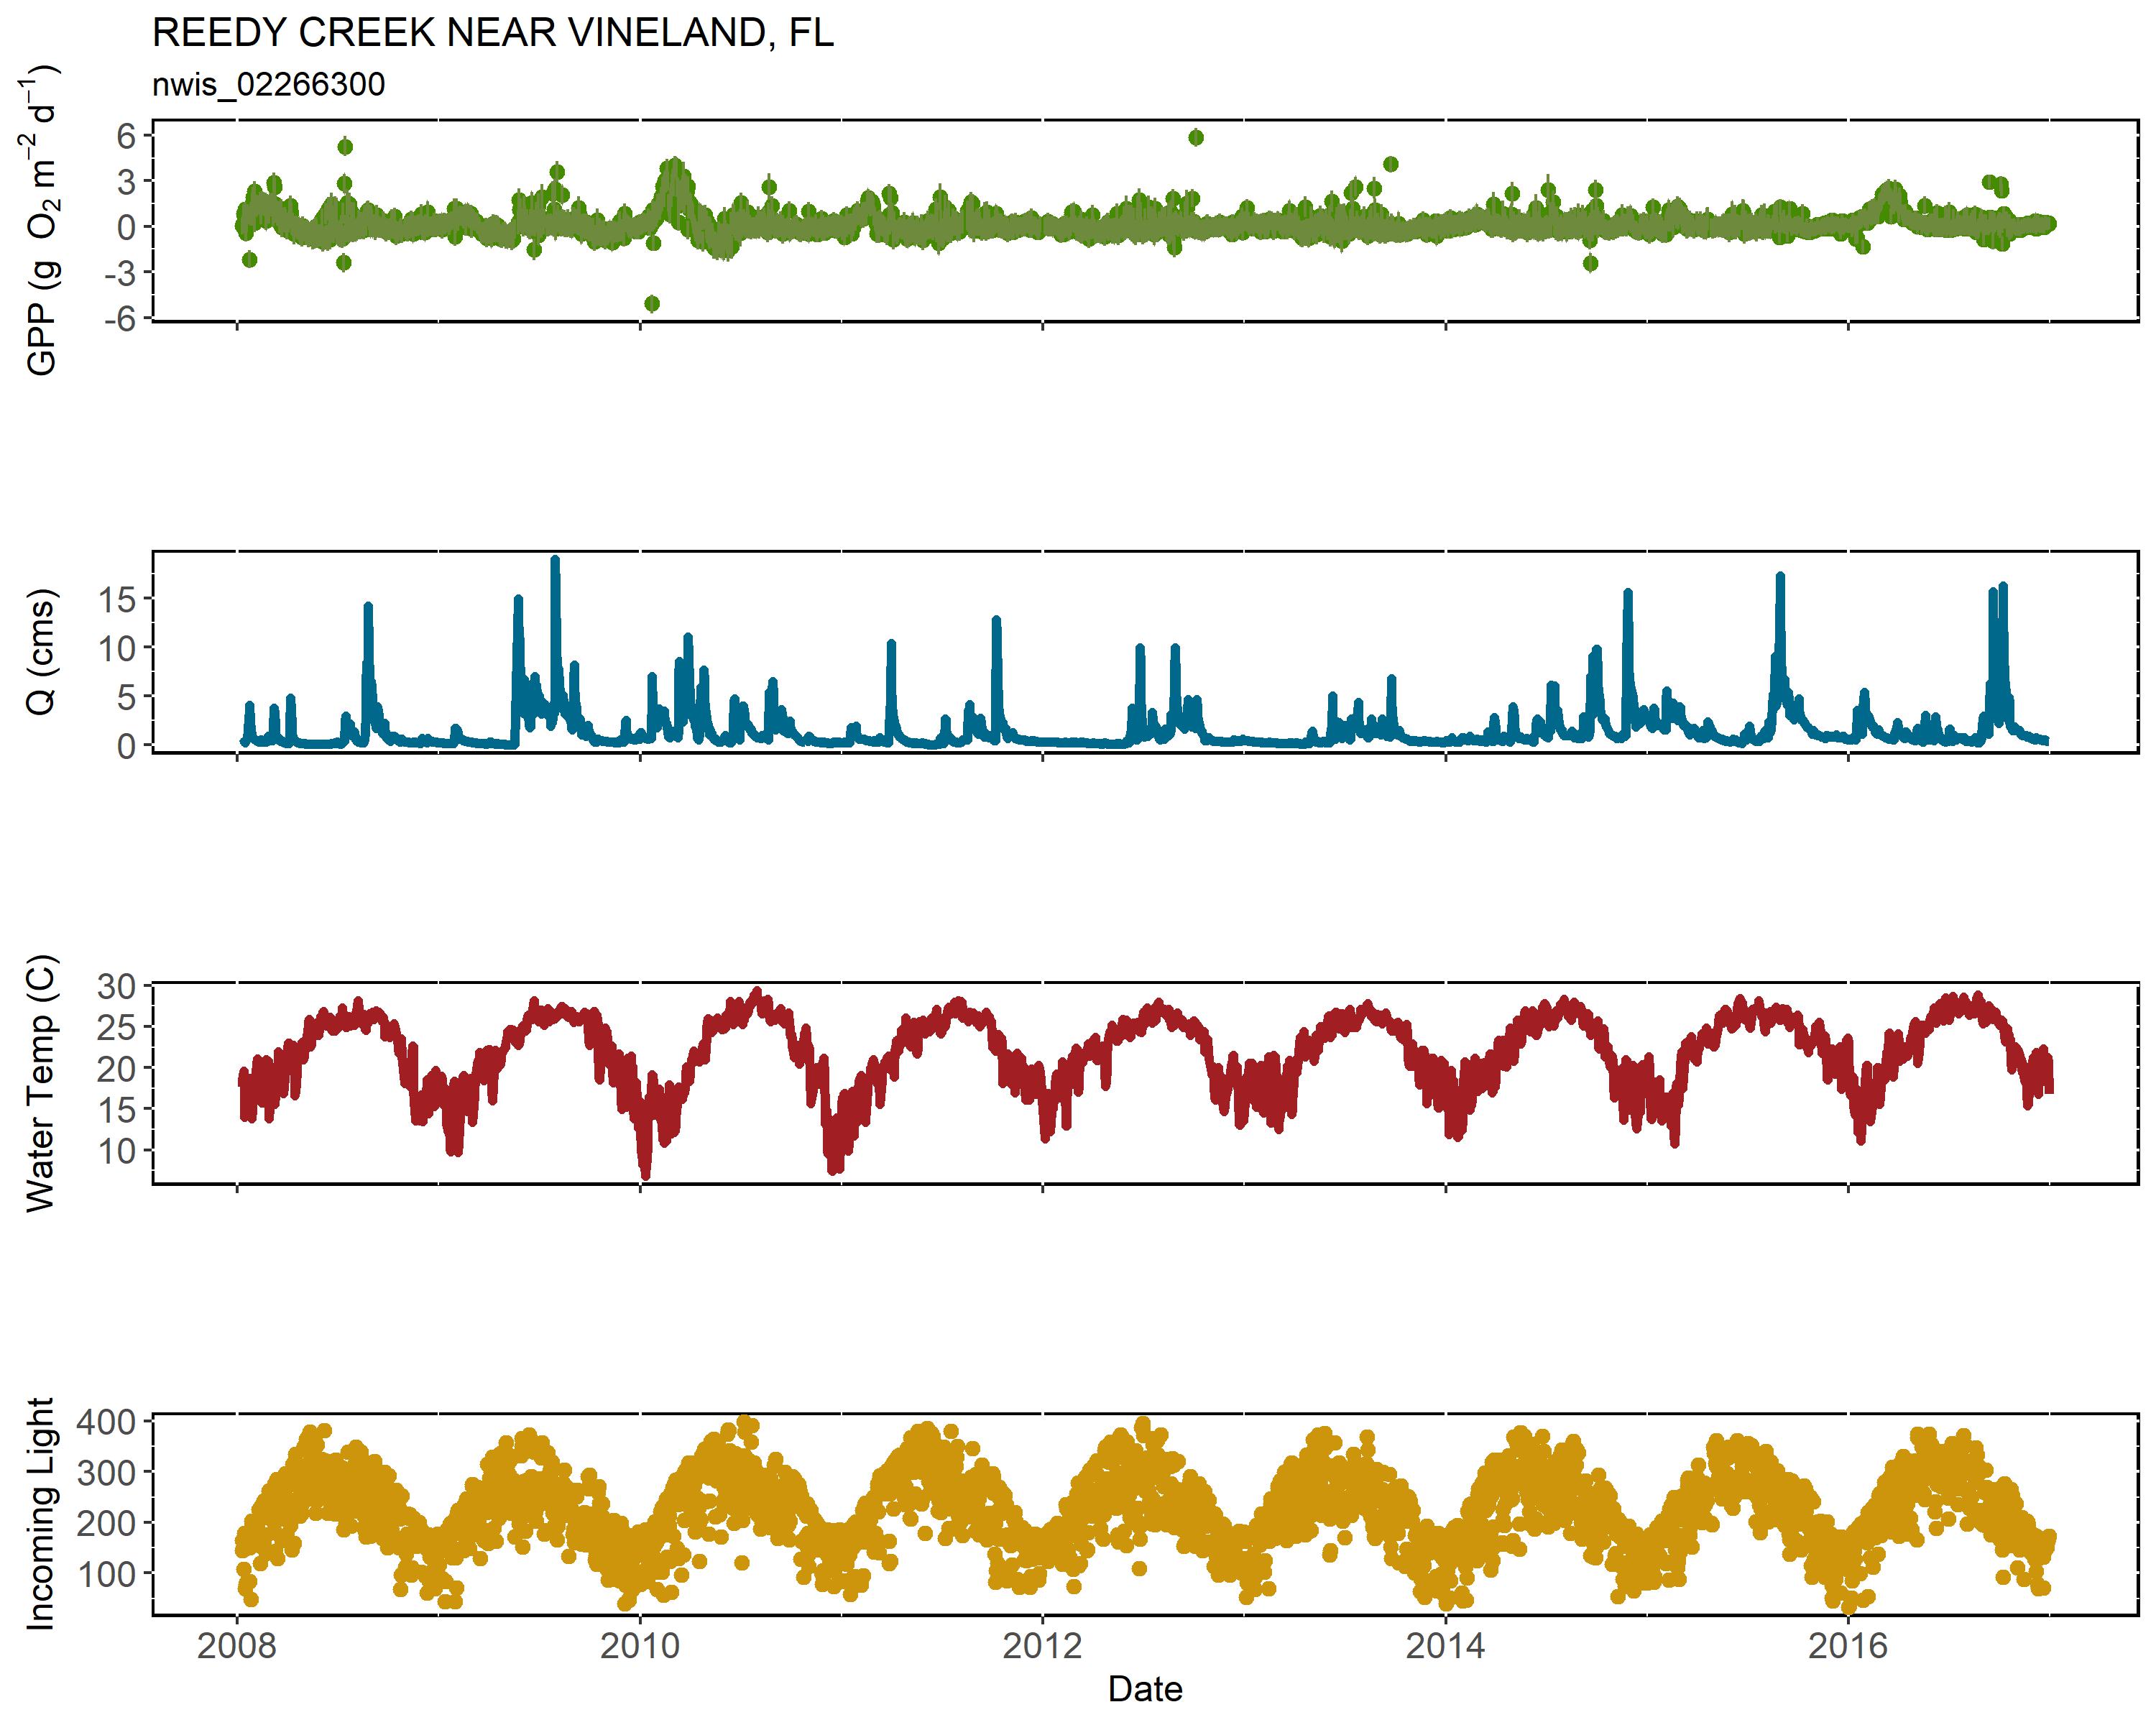 REEDY CREEK NEAR VINELAND, FL
nwis_02266300
GPP (g O₂ m⁻² d⁻¹)
6
3
0
-3
-6
Q (cms)
15
10
5
0
Water Temp (C)
30
25
20
15
10
Incoming Light
400
300
200
100
2008 2010 2012 2014 2016
Date